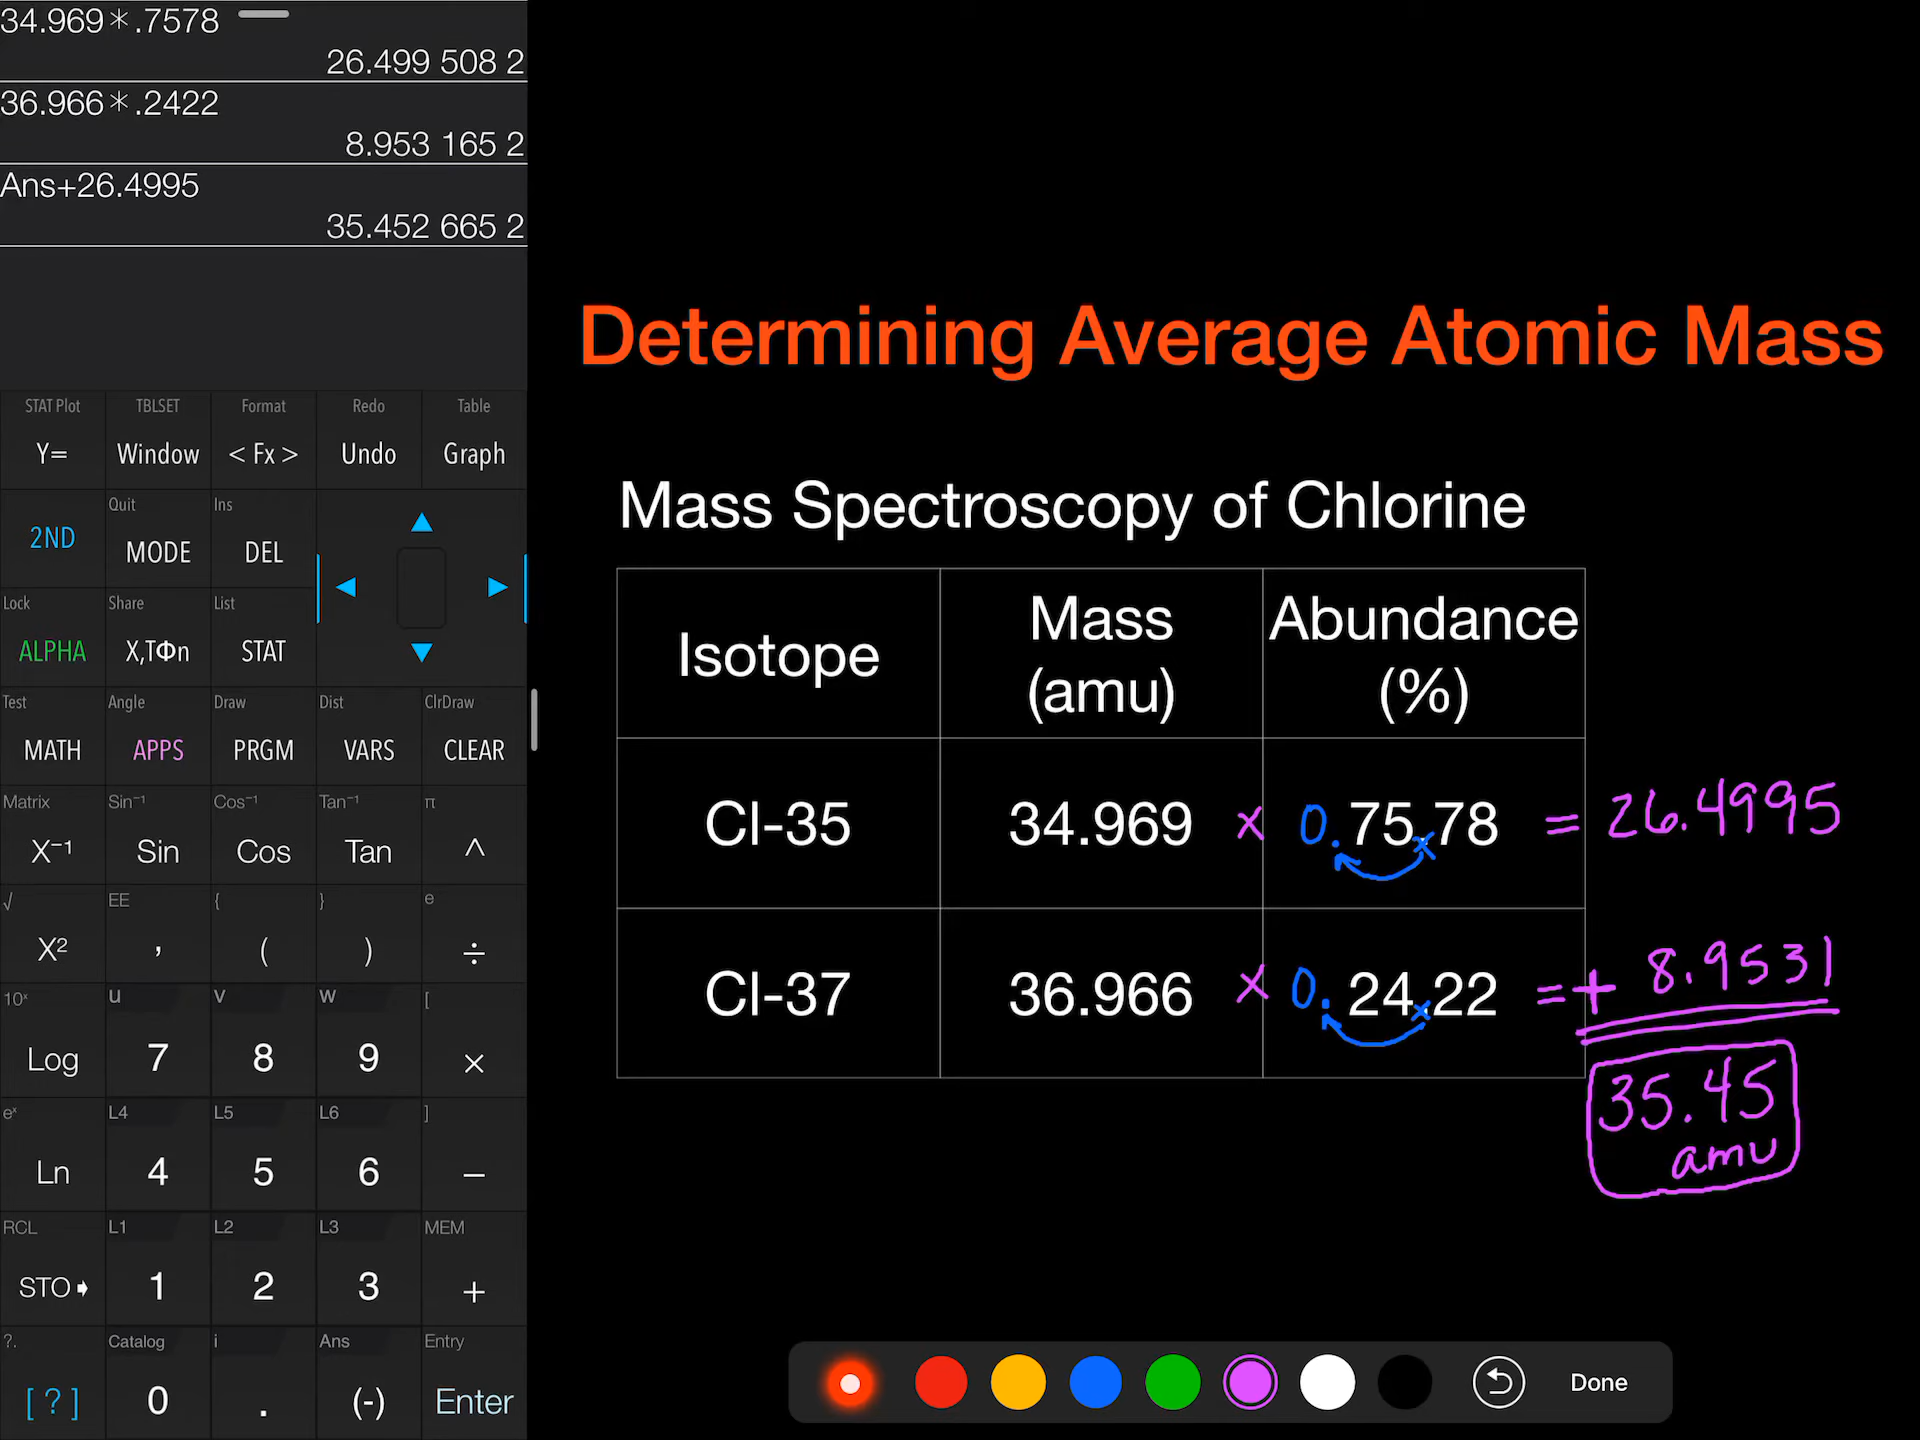 34.969*.7578
26.499 508 2
36.966*.2422
8.953 165 2
Ans+26.4995
35.452 665 2
STAT Plot TBLSET Format Redo Table
Y= Window < Fx > Undo Graph
Quit Ins
2ND MODE DEL
Lock Share List
ALPHA X,TΦn STAT
Test Angle Draw Dist ClrDraw
MATH APPS PRGM VARS CLEAR
Matrix Sin⁻¹ Cos⁻¹ Tan⁻¹ π
X⁻¹ Sin Cos Tan ^
√ EE { } e
X² , ( ) ÷
10ˣ u v w [
Log 7 8 9 ×
eˣ L4 L5 L6 ]
Ln 4 5 6 −
RCL L1 L2 L3 MEM
STO➧ 1 2 3 +
?. Catalog i Ans Entry
[ ? ] 0 . (-) Enter
Determining Average Atomic Mass
Mass Spectroscopy of Chlorine
Isotope Mass (amu) Abundance (%)
Cl-35 34.969 x 0.75.78 = 26.4995
Cl-37 36.966 x 0.24.22 = + 8.9531
35.45
amu
Done